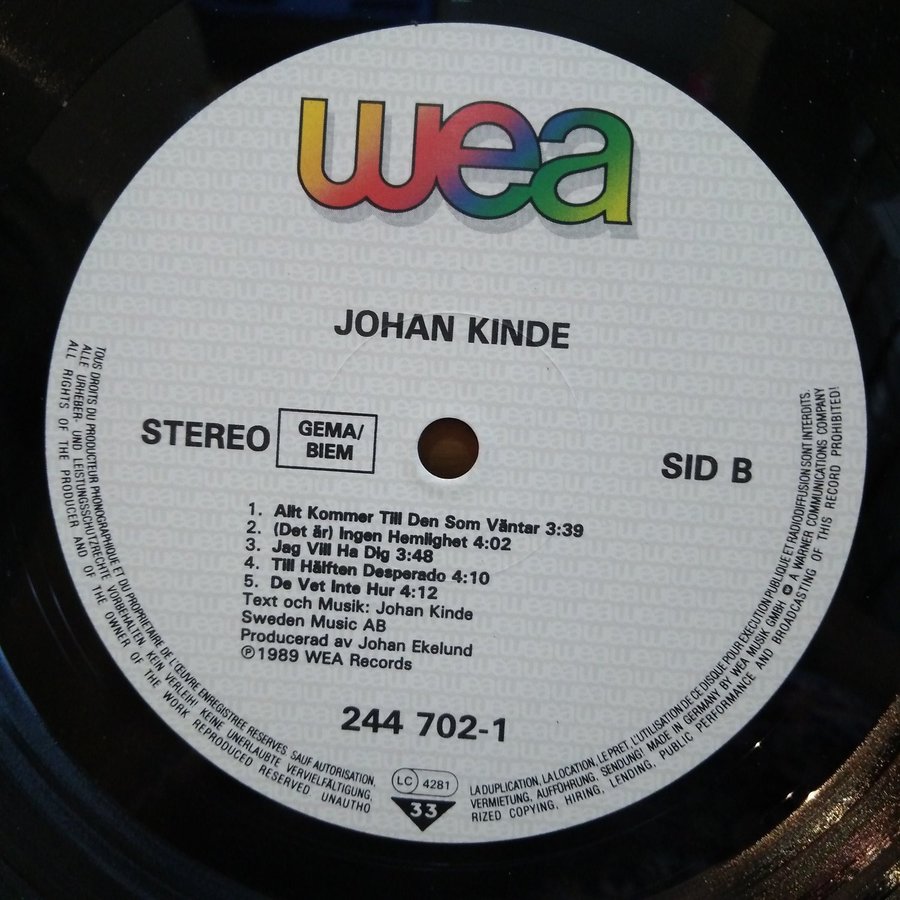 wea
JOHAN KINDE
STEREO
GEMA/
BIEM
SID B
1. Allt Kommer Till Den Som Väntar 3:39
2. (Det är) Ingen Hemlighet 4:02
3. Jag Vill Ha Dig 3:48
4. Till Hälften Desperado 4:10
5. De Vet Inte Hur 4:12
Text och Musik: Johan Kinde
Sweden Music AB
Producerad av Johan Ekelund
℗1989 WEA Records
244 702-1
LC 4281
33
TOUS DROITS DU PRODUCTEUR PHONOGRAPHIQUE ET DU PROPRIETAIRE DE L'ŒUVRE ENREGISTREE RESERVES SAUF AUTORISATION,
LA DUPLICATION, LA LOCATION, LE PRET, L'UTILISATION DE CE DISQUE POUR EXECUTION PUBLIQUE ET RADIODIFFUSION SONT INTERDITS.
ALLE URHEBER- UND LEISTUNGSSCHUTZRECHTE VORBEHALTEN. KEIN VERLEIH! KEINE UNERLAUBTE VERVIELFÄLTIGUNG,
VERMIETUNG, AUFFÜHRUNG, SENDUNG! MADE IN GERMANY BY WEA MUSIK GMBH A WARNER COMMUNICATIONS COMPANY
ALL RIGHTS OF THE PRODUCER AND OF THE OWNER OF THE WORK REPRODUCED RESERVED. UNAUTHO
RIZED COPYING, HIRING, LENDING, PUBLIC PERFORMANCE AND BROADCASTING OF THIS RECORD PROHIBITED!